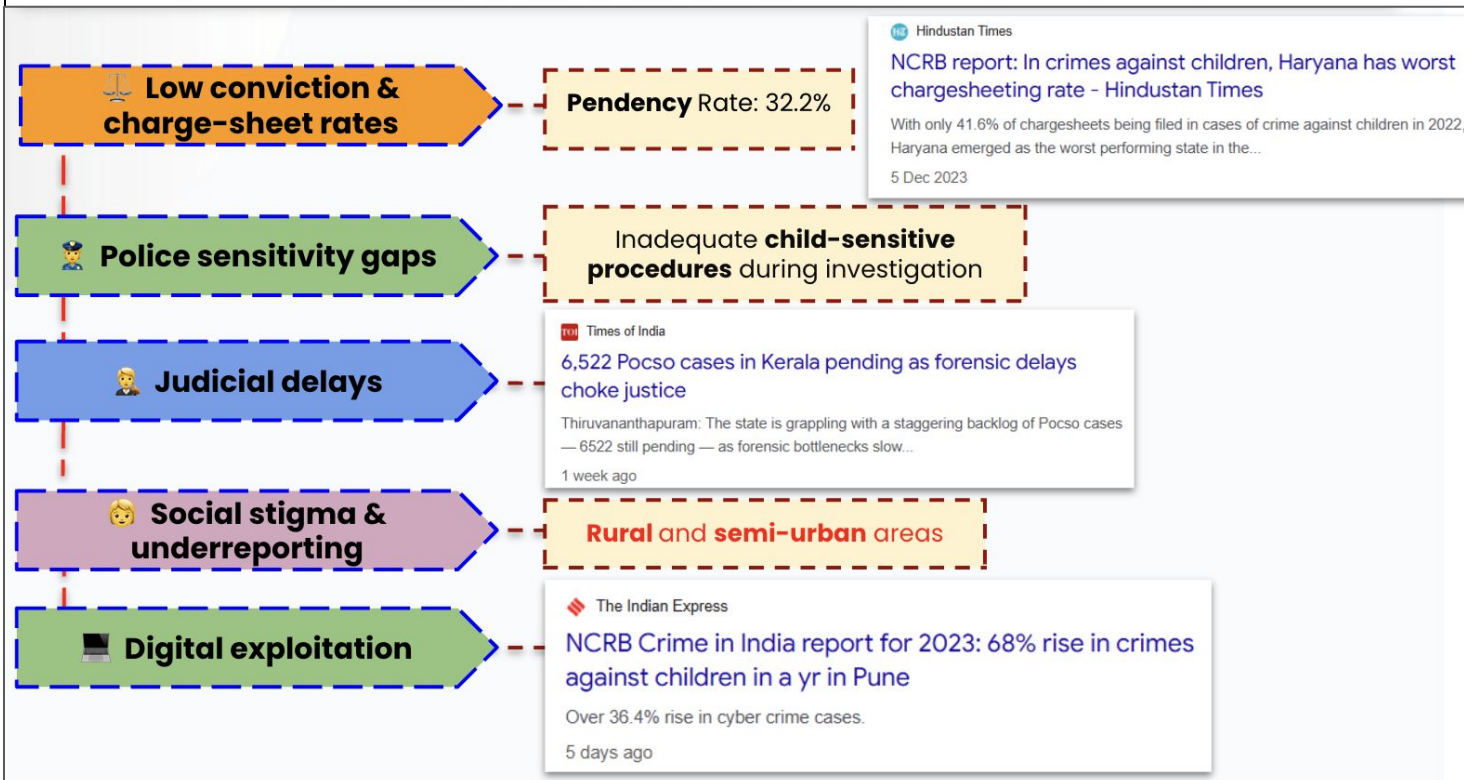 Low conviction &
charge-sheet rates
Pendency Rate: 32.2%
HT
Hindustan Times
NCRB report: In crimes against children, Haryana has worst
chargesheeting rate - Hindustan Times
With only 41.6% of chargesheets being filed in cases of crime against children in 2022,
Haryana emerged as the worst performing state in the...
5 Dec 2023
Police sensitivity gaps
Inadequate child-sensitive
procedures during investigation
Judicial delays
TOI
Times of India
6,522 Pocso cases in Kerala pending as forensic delays
choke justice
Thiruvananthapuram: The state is grappling with a staggering backlog of Pocso cases
— 6522 still pending — as forensic bottlenecks slow...
1 week ago
Social stigma &
underreporting
Rural and semi-urban areas
Digital exploitation
The Indian Express
NCRB Crime in India report for 2023: 68% rise in crimes
against children in a yr in Pune
Over 36.4% rise in cyber crime cases.
5 days ago